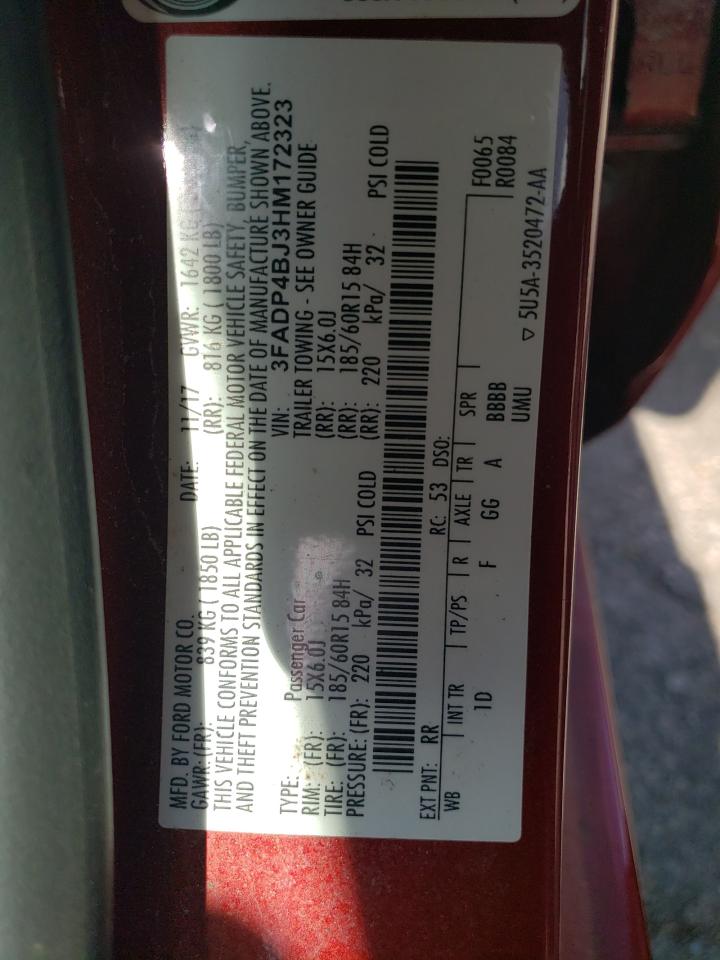 MFD. BY FORD MOTOR CO. DATE: 11/17 GVWR: 1642 KG
GAWR: (FR): 839 KG ( 1850 LB) (RR): 816 KG ( 1800 LB)
THIS VEHICLE CONFORMS TO ALL APPLICABLE FEDERAL MOTOR VEHICLE SAFETY, BUMPER,
AND THEFT PREVENTION STANDARDS IN EFFECT ON THE DATE OF MANUFACTURE SHOWN ABOVE.
VIN: 3FADP4BJ3HM172323
TYPE: Passenger Car TRAILER TOWING - SEE OWNER GUIDE
RIM: (FR): 15X6.0J (RR): 15X6.0J
TIRE: (FR): 185/60R15 84H (RR): 185/60R15 84H
PRESSURE: (FR): 220 kPa/ 32 PSI COLD (RR): 220 kPa/ 32 PSI COLD
EXT PNT: RR RC: 53 DSO:
WB INT TR TP/PS R AXLE TR SPR F0065
1D F GG A BBBB R0084
UMU
▽ 5U5A-3520472-AA